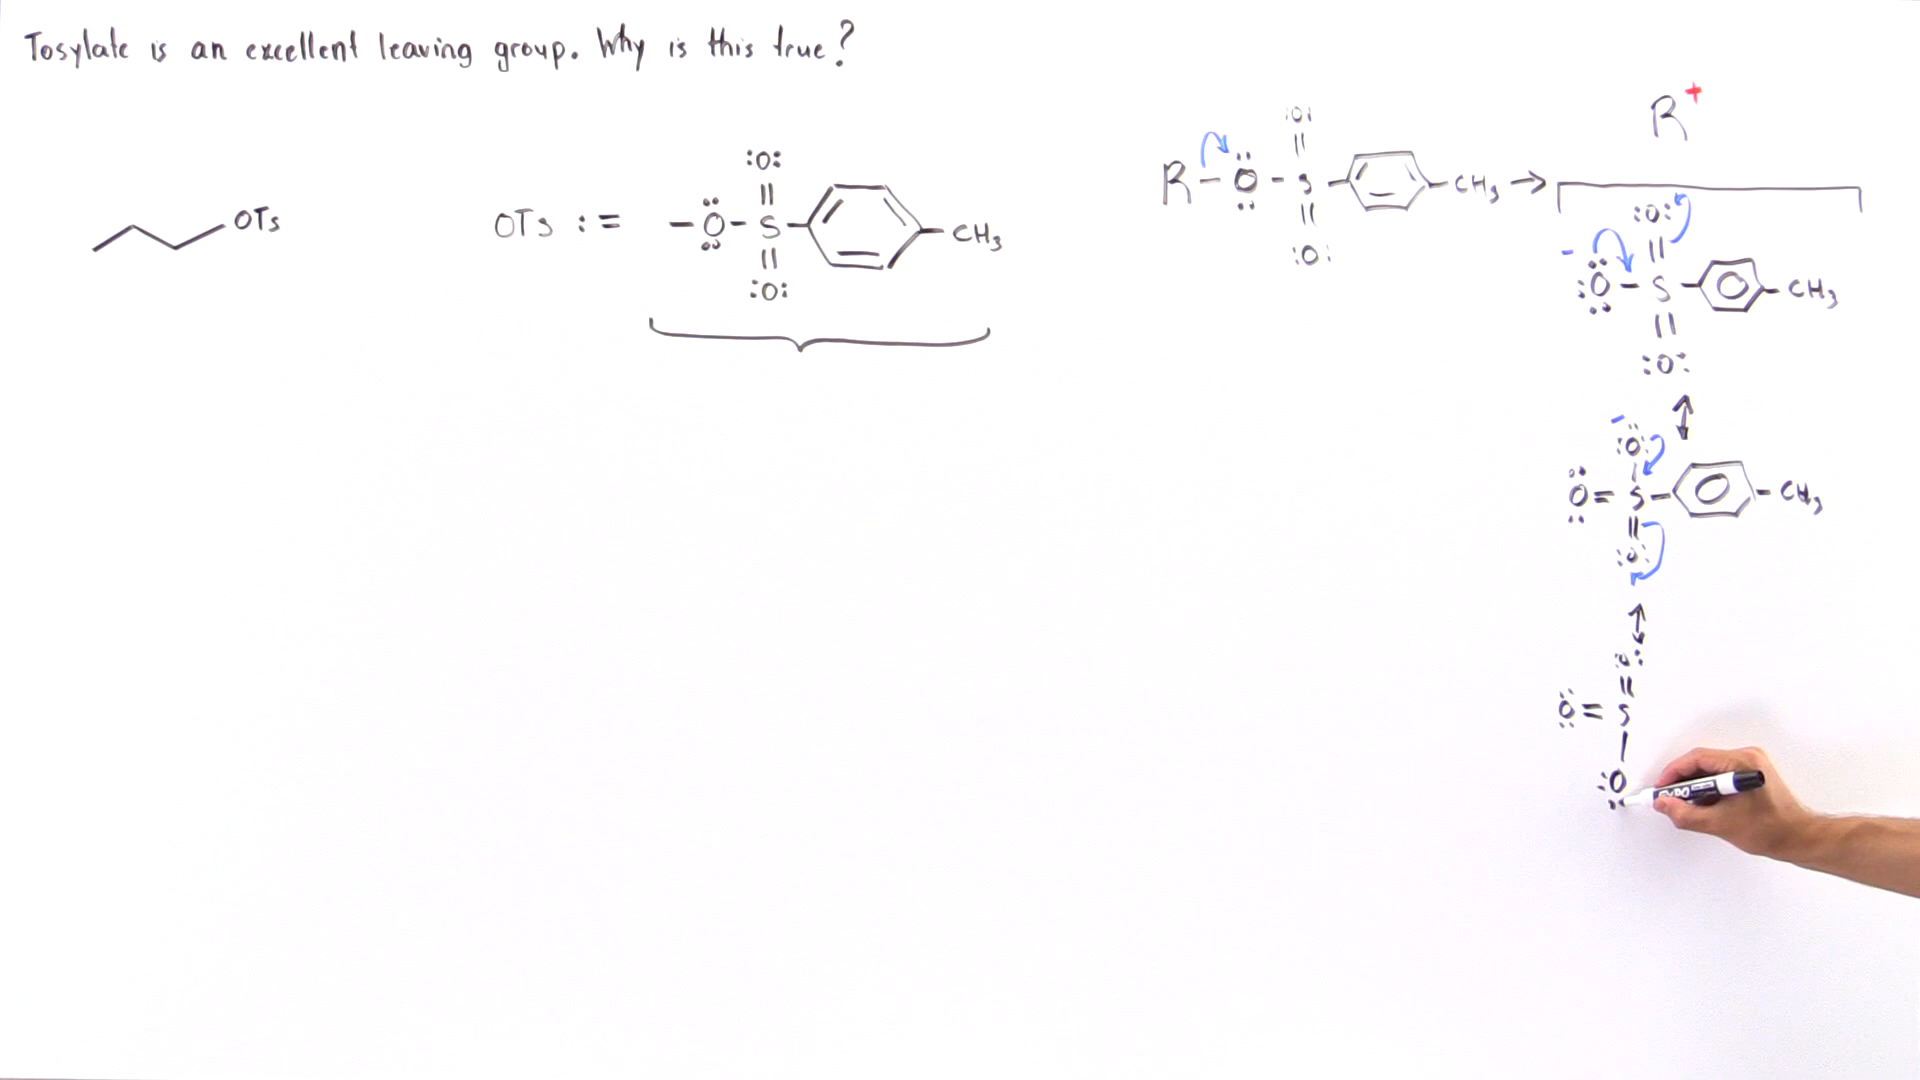 Tosylate is an excellent leaving group. Why is this true?
OTs
OTs := -O-S-CH3
O
O
R-O-S-CH3 →
O
O
R+
O
- O-S-CH3
O
- O
O=S-CH3
O
O
O=S
O